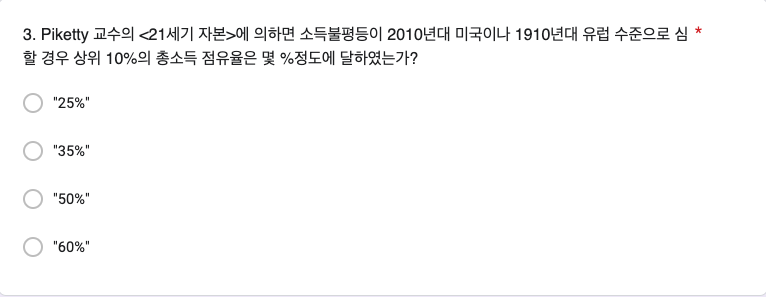 3. Piketty 교수의 <21세기 자본>에 의하면 소득불평등이 2010년대 미국이나 1910년대 유럽 수준으로 심 *
할 경우 상위 10%의 총소득 점유율은 몇 %정도에 달하였는가?
"25%"
"35%"
"50%"
"60%"